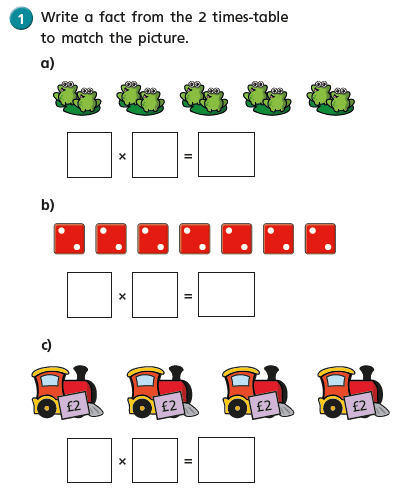 1 Write a fact from the 2 times-table
to match the picture.
a)
× =
b)
× =
c)
£2 £2 £2 £2
× =